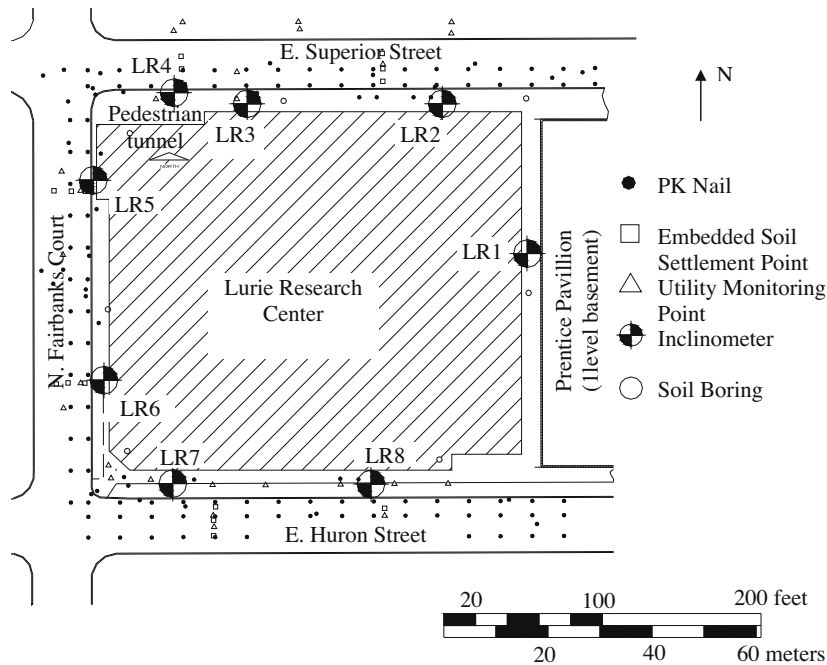 E. Superior Street
LR4
N
Pedestrian
tunnel
NORTH
LR3
LR2
LR5
LR1
Lurie Research
Center
N. Fairbanks Court
Prentice Pavillion
(1level basement)
LR6
LR7
LR8
E. Huron Street
PK Nail
Embedded Soil
Settlement Point
Utility Monitoring
Point
Inclinometer
Soil Boring
20 100 200 feet
20 40 60 meters